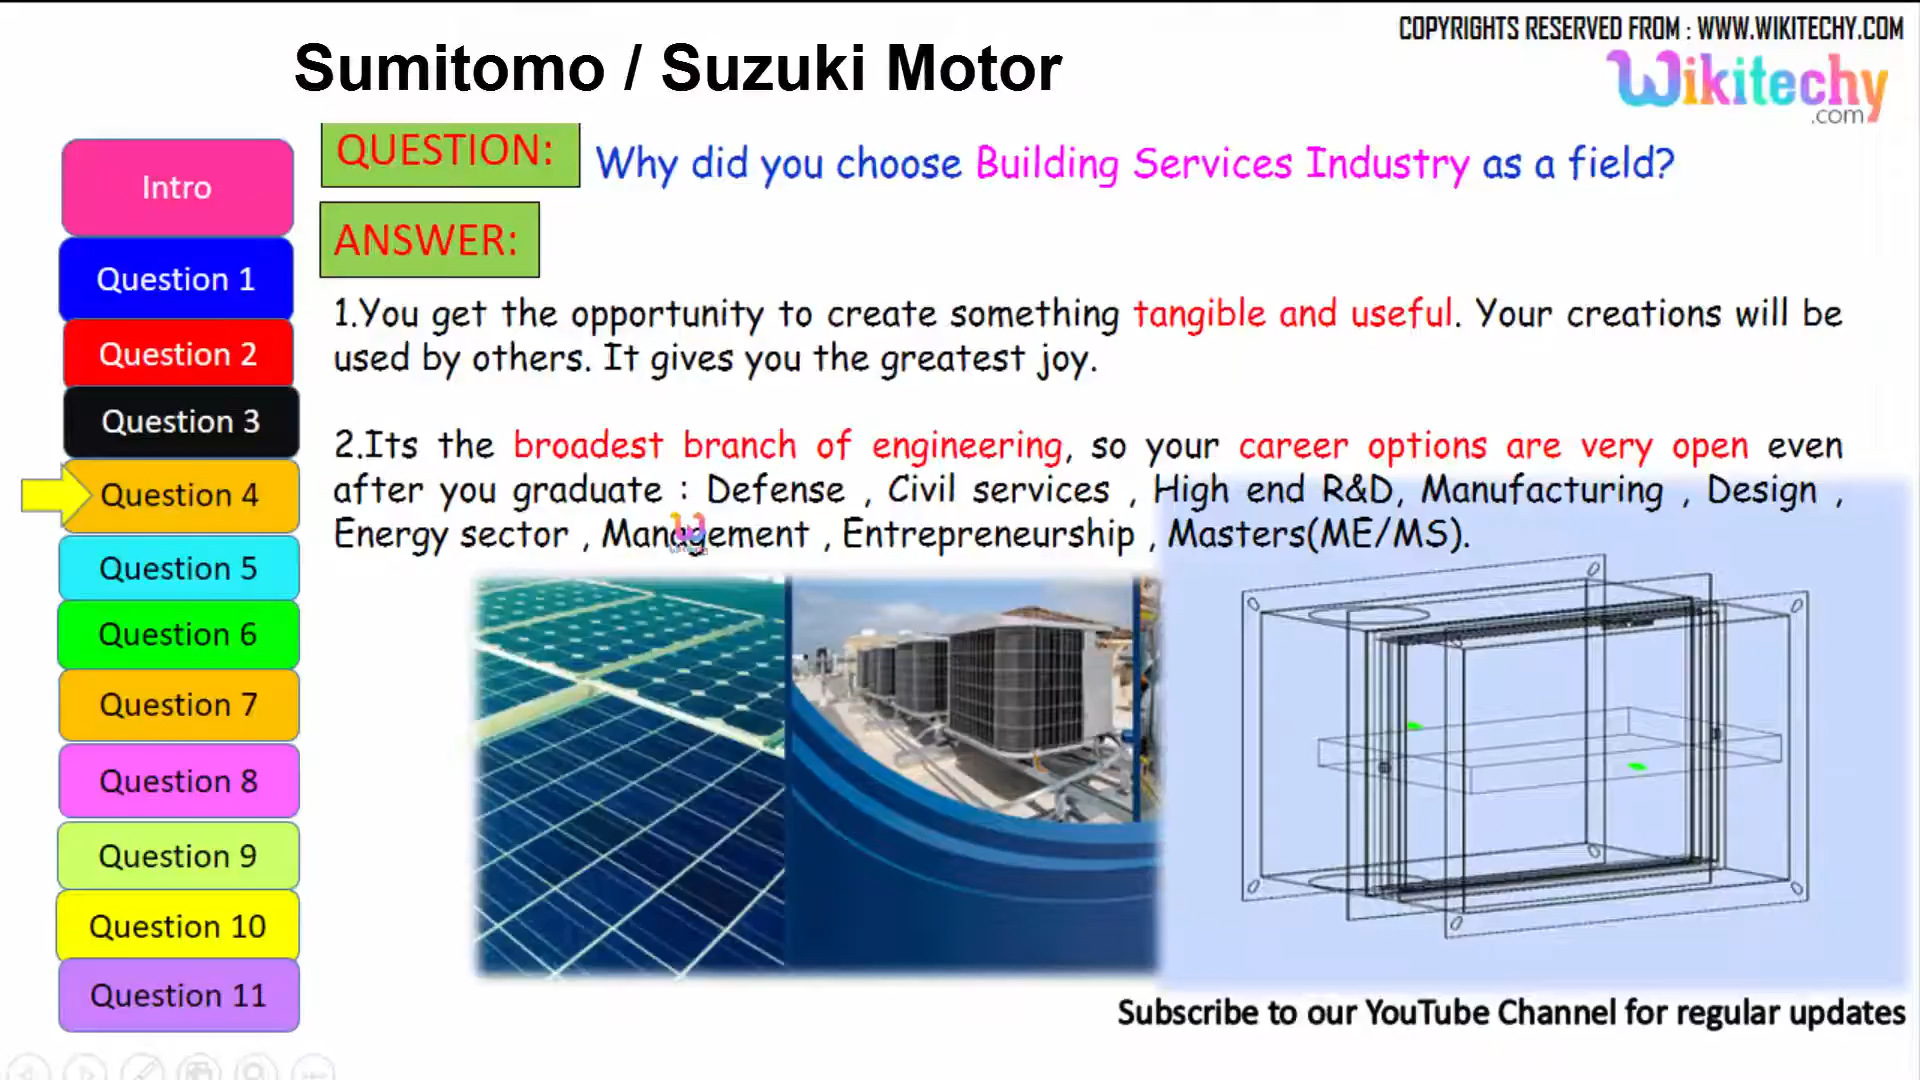 COPYRIGHTS RESERVED FROM : WWW.WIKITECHY.COM
Sumitomo / Suzuki Motor
Wikitechy
.com
QUESTION: Why did you choose Building Services Industry as a field?
ANSWER:
1.You get the opportunity to create something tangible and useful. Your creations will be
used by others. It gives you the greatest joy.
2.Its the broadest branch of engineering, so your career options are very open even
after you graduate : Defense , Civil services , High end R&D, Manufacturing , Design ,
Energy sector , Management , Entrepreneurship , Masters(ME/MS).
Intro
Question 1
Question 2
Question 3
Question 4
Question 5
Question 6
Question 7
Question 8
Question 9
Question 10
Question 11
Subscribe to our YouTube Channel for regular updates